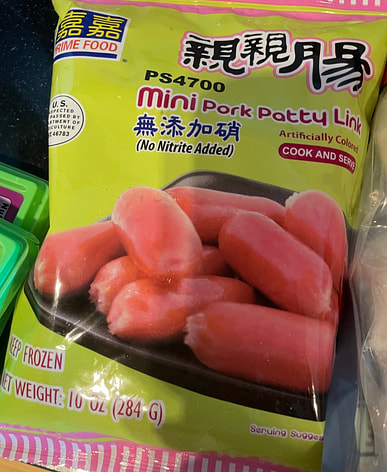 嘉嘉
PRIME FOOD
親親腸
PS4700
Mini Pork Patty Link
無添加硝
(No Nitrite Added)
Artificially Colored
COOK AND SERVE
U.S.
INSPECTED
PASSED BY
DEPARTMENT OF
AGRICULTURE
46783
KEEP FROZEN
NET WEIGHT: 10 OZ (284 G)
Serving Sugges